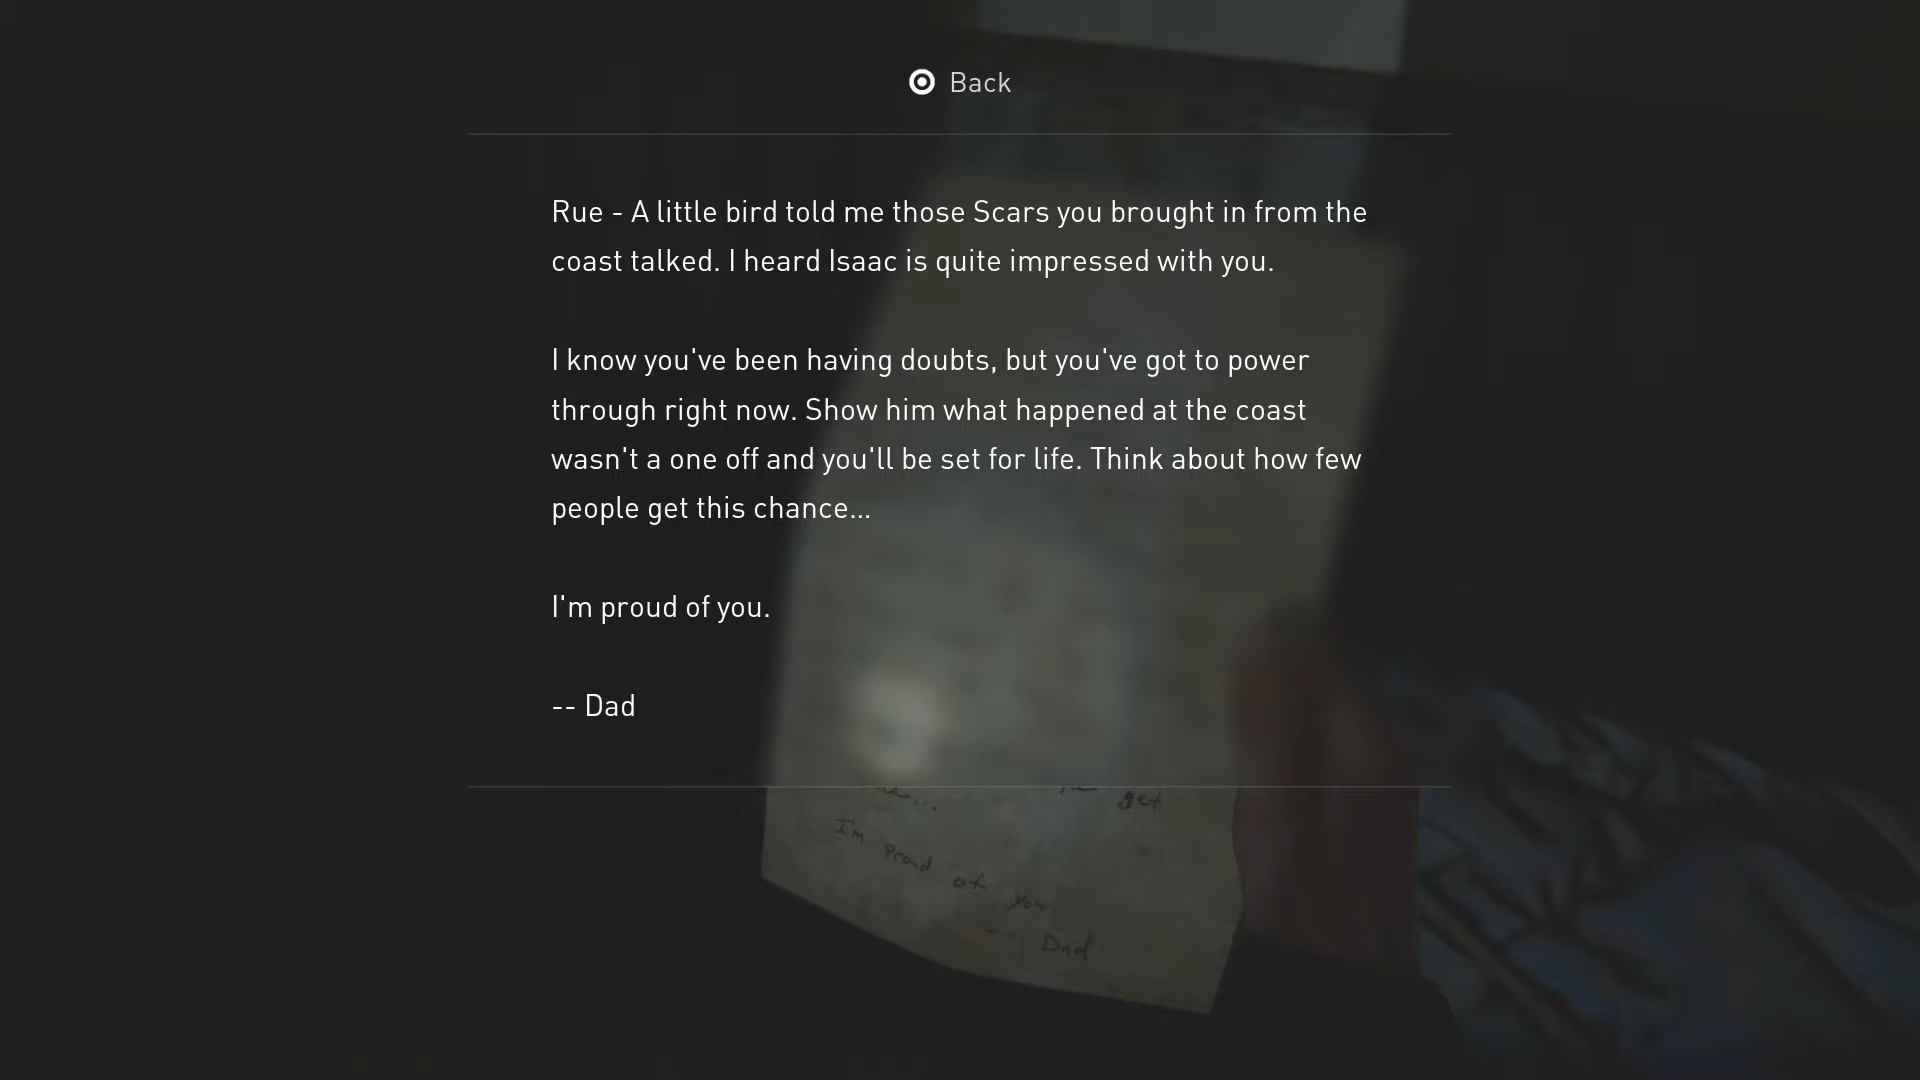 Back
Rue - A little bird told me those Scars you brought in from the
coast talked. I heard Isaac is quite impressed with you.
I know you've been having doubts, but you've got to power
through right now. Show him what happened at the coast
wasn't a one off and you'll be set for life. Think about how few
people get this chance...
I'm proud of you.
-- Dad
get
I'm Proud of you.
-- Dad